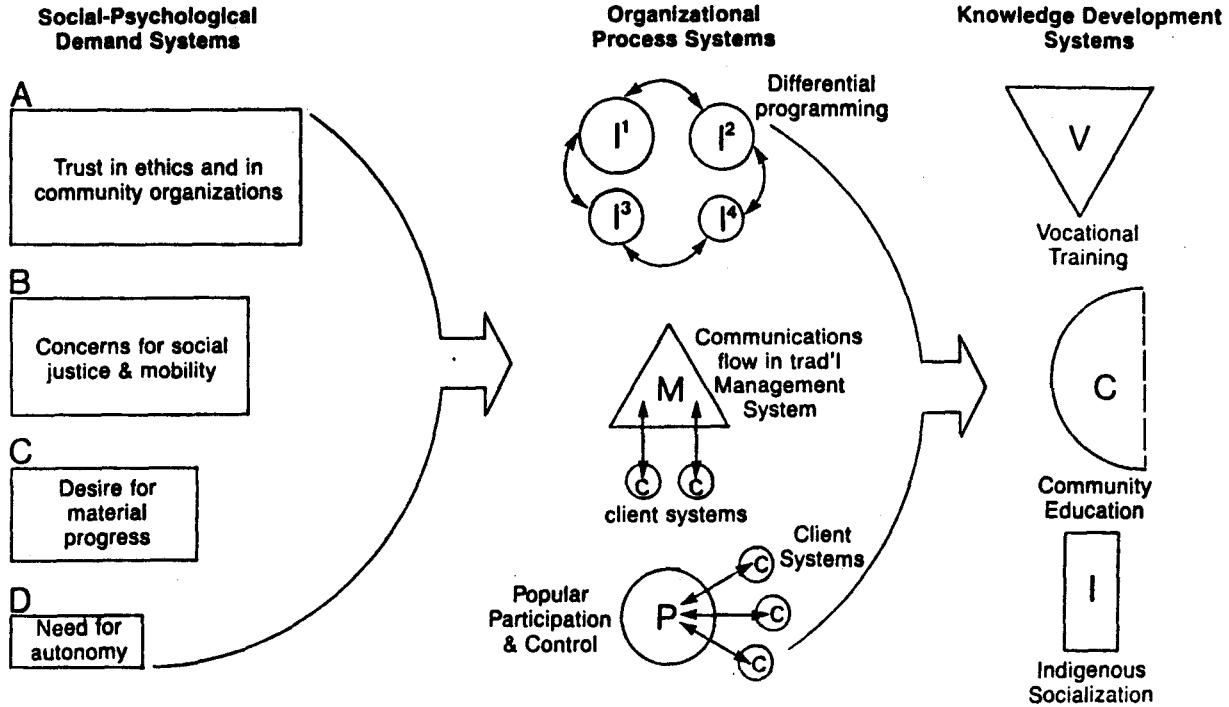 Social-Psychological
Demand Systems
A
Trust in ethics and in
community organizations
B
Concerns for social
justice & mobility
C
Desire for
material
progress
D
Need for
autonomy
Organizational
Process Systems
Differential
programming
I¹
I²
I³
I⁴
Communications
flow in trad'l
Management
System
M
C
C
client systems
Client
Systems
Popular
Participation
& Control
P
C
C
C
Knowledge Development
Systems
V
Vocational
Training
C
Community
Education
I
Indigenous
Socialization